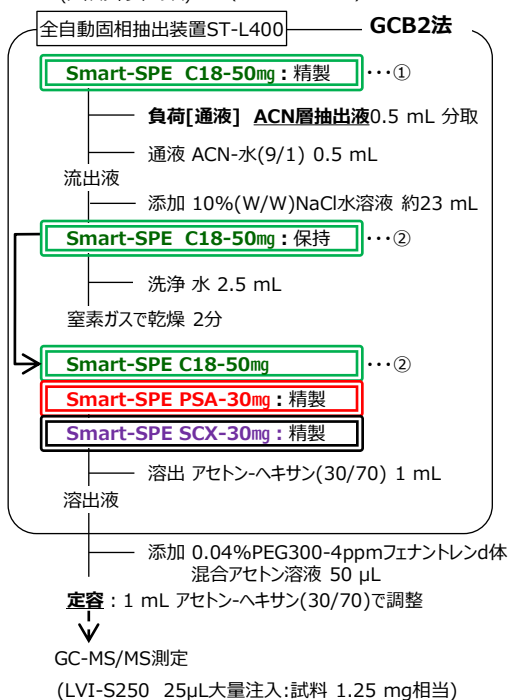 全自動固相抽出装置ST-L400
GCB2法
Smart-SPE C18-50mg：精製 ･･･①
負荷[通液] ACN層抽出液0.5 mL 分取
通液 ACN-水(9/1) 0.5 mL
流出液
添加 10%(W/W)NaCl水溶液 約23 mL
Smart-SPE C18-50mg：保持 ･･･②
洗浄 水 2.5 mL
窒素ガスで乾燥 2分
Smart-SPE C18-50mg ･･･②
Smart-SPE PSA-30mg：精製
Smart-SPE SCX-30mg：精製
溶出 アセトン-ヘキサン(30/70) 1 mL
溶出液
添加 0.04%PEG300-4ppmフェナントレンd体
混合アセトン溶液 50 μL
定容：1 mL アセトン-ヘキサン(30/70)で調整
GC-MS/MS測定
(LVI-S250 25μL大量注入:試料 1.25 mg相当)